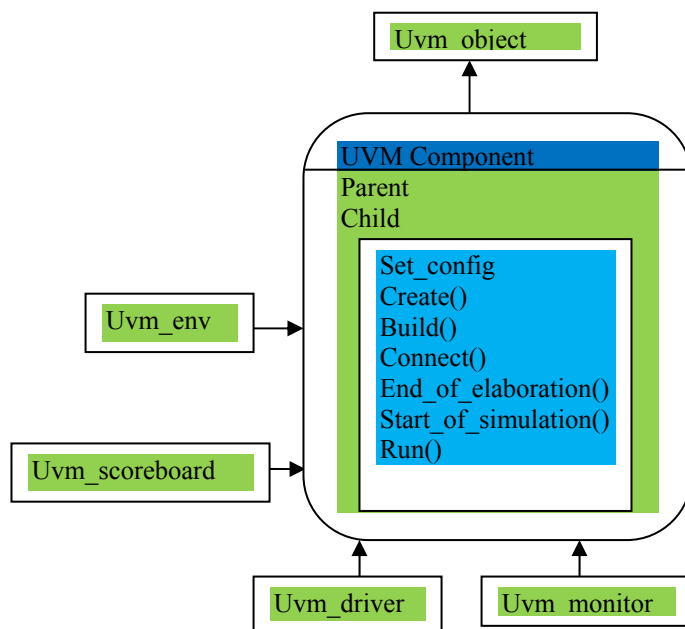 Uvm_object
UVM Component
Parent
Child
Set_config
Create()
Build()
Connect()
End_of_elaboration()
Start_of_simulation()
Run()
Uvm_env
Uvm_scoreboard
Uvm_driver
Uvm_monitor